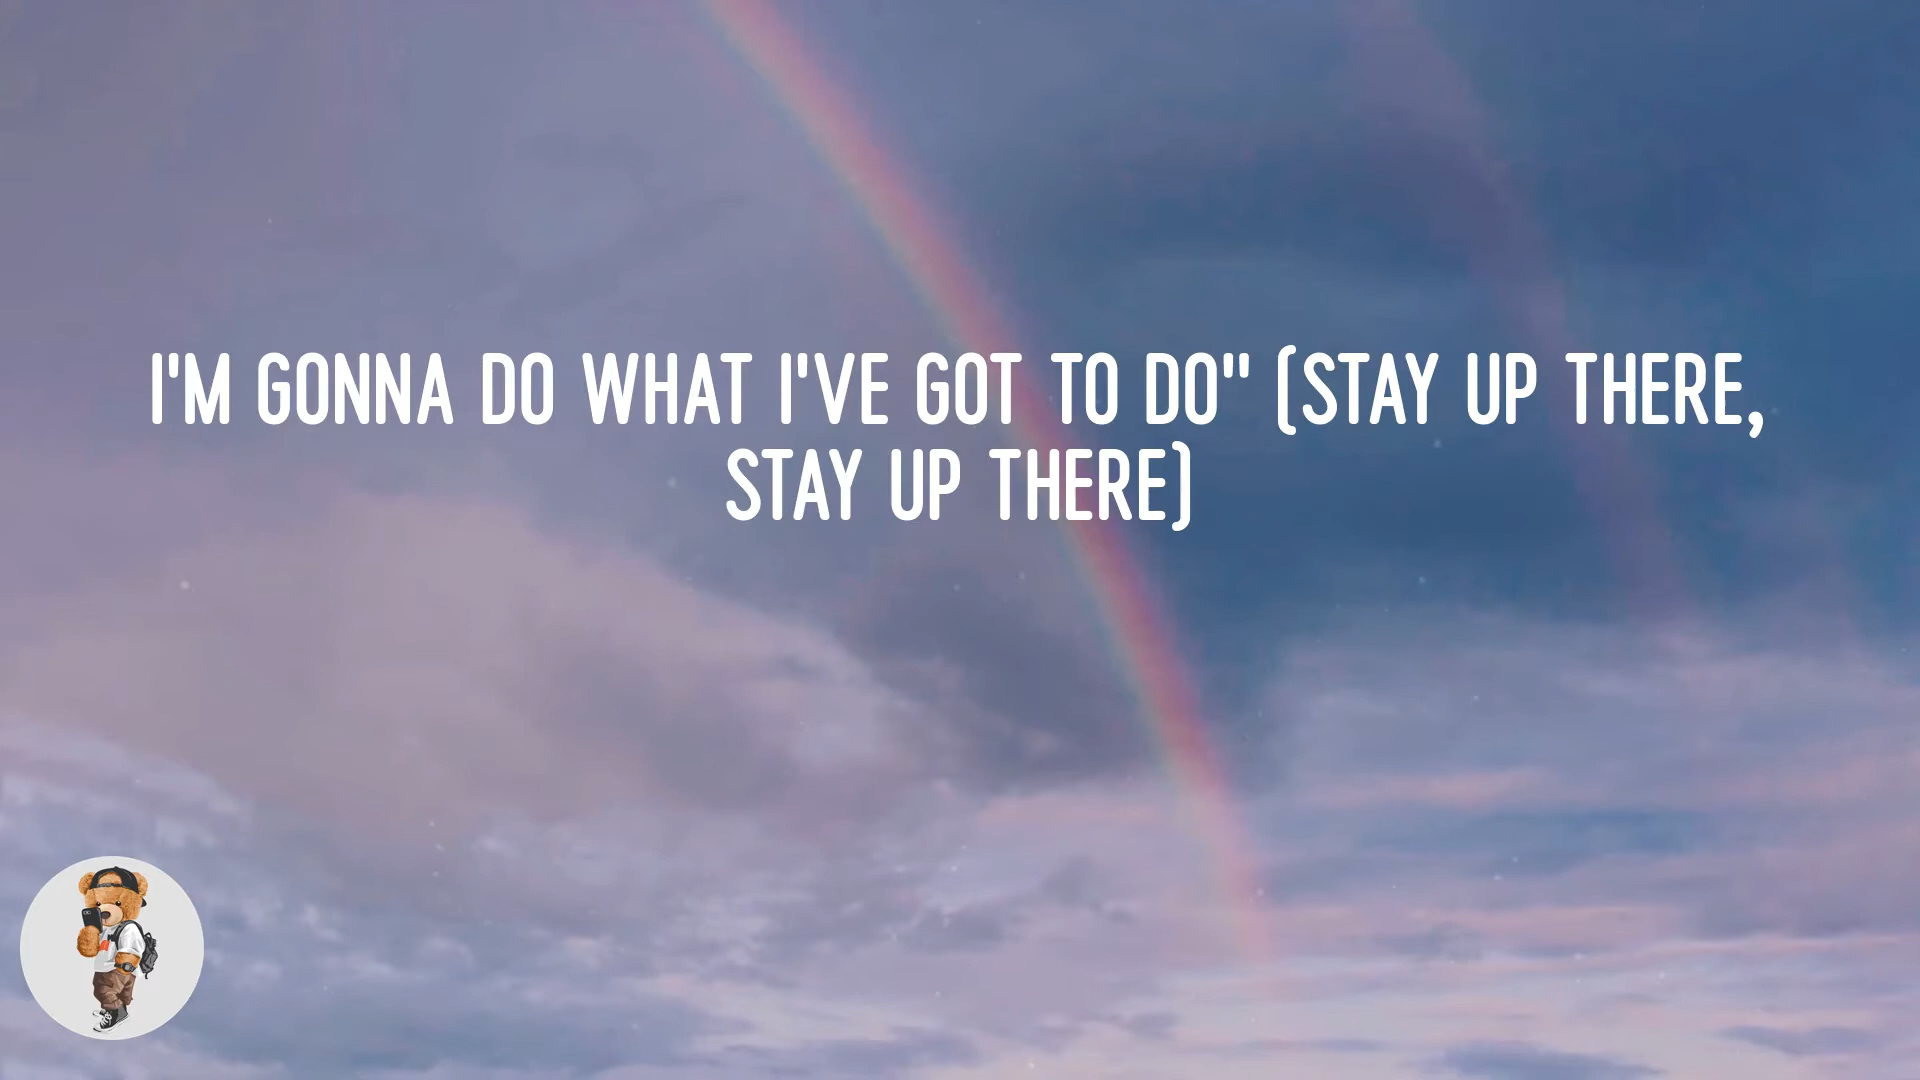 I'M GONNA DO WHAT I'VE GOT TO DO" (STAY UP THERE,
STAY UP THERE)